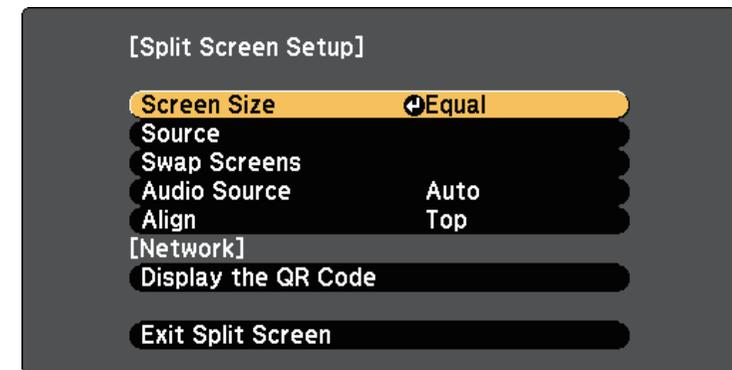 [Split Screen Setup]
Screen Size Equal
Source
Swap Screens
Audio Source Auto
Align Top
[Network]
Display the QR Code
Exit Split Screen